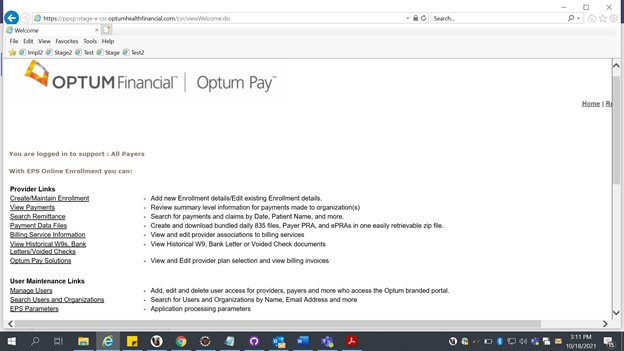 https://ppsp-stage-e-csr.optumhealthfinancial.com/csr/viewWelcome.do
Search...
Welcome
File Edit View Favorites Tools Help
Impl2 Stage2 Test Stage Test2
OPTUM Financial™ | Optum Pay™
Home | R
You are logged in to support : All Payers
With EPS Online Enrollment you can:
Provider Links
Create/Maintain Enrollment - Add new Enrollment details/Edit existing Enrollment details.
View Payments - Review summary level information for payments made to organization(s)
Search Remittance - Search for payments and claims by Date, Patient Name, and more.
Payment Data Files - Create and download bundled daily 835 files, Payer PRA, and ePRAs in one easily retrievable zip file.
Billing Service Information - View and edit provider associations to billing services
View Historical W9s, Bank - View Historical W9, Bank Letter or Voided Check documents
Letters/Voided Checks
Optum Pay Solutions - View and Edit provider plan selection and view billing invoices
User Maintenance Links
Manage Users - Add, edit and delete user access for providers, payers and more who access the Optum branded portal.
Search Users and Organizations - Search for Users and Organizations by Name, Email Address and more
EPS Parameters - Application processing parameters
3:11 PM
10/18/2021